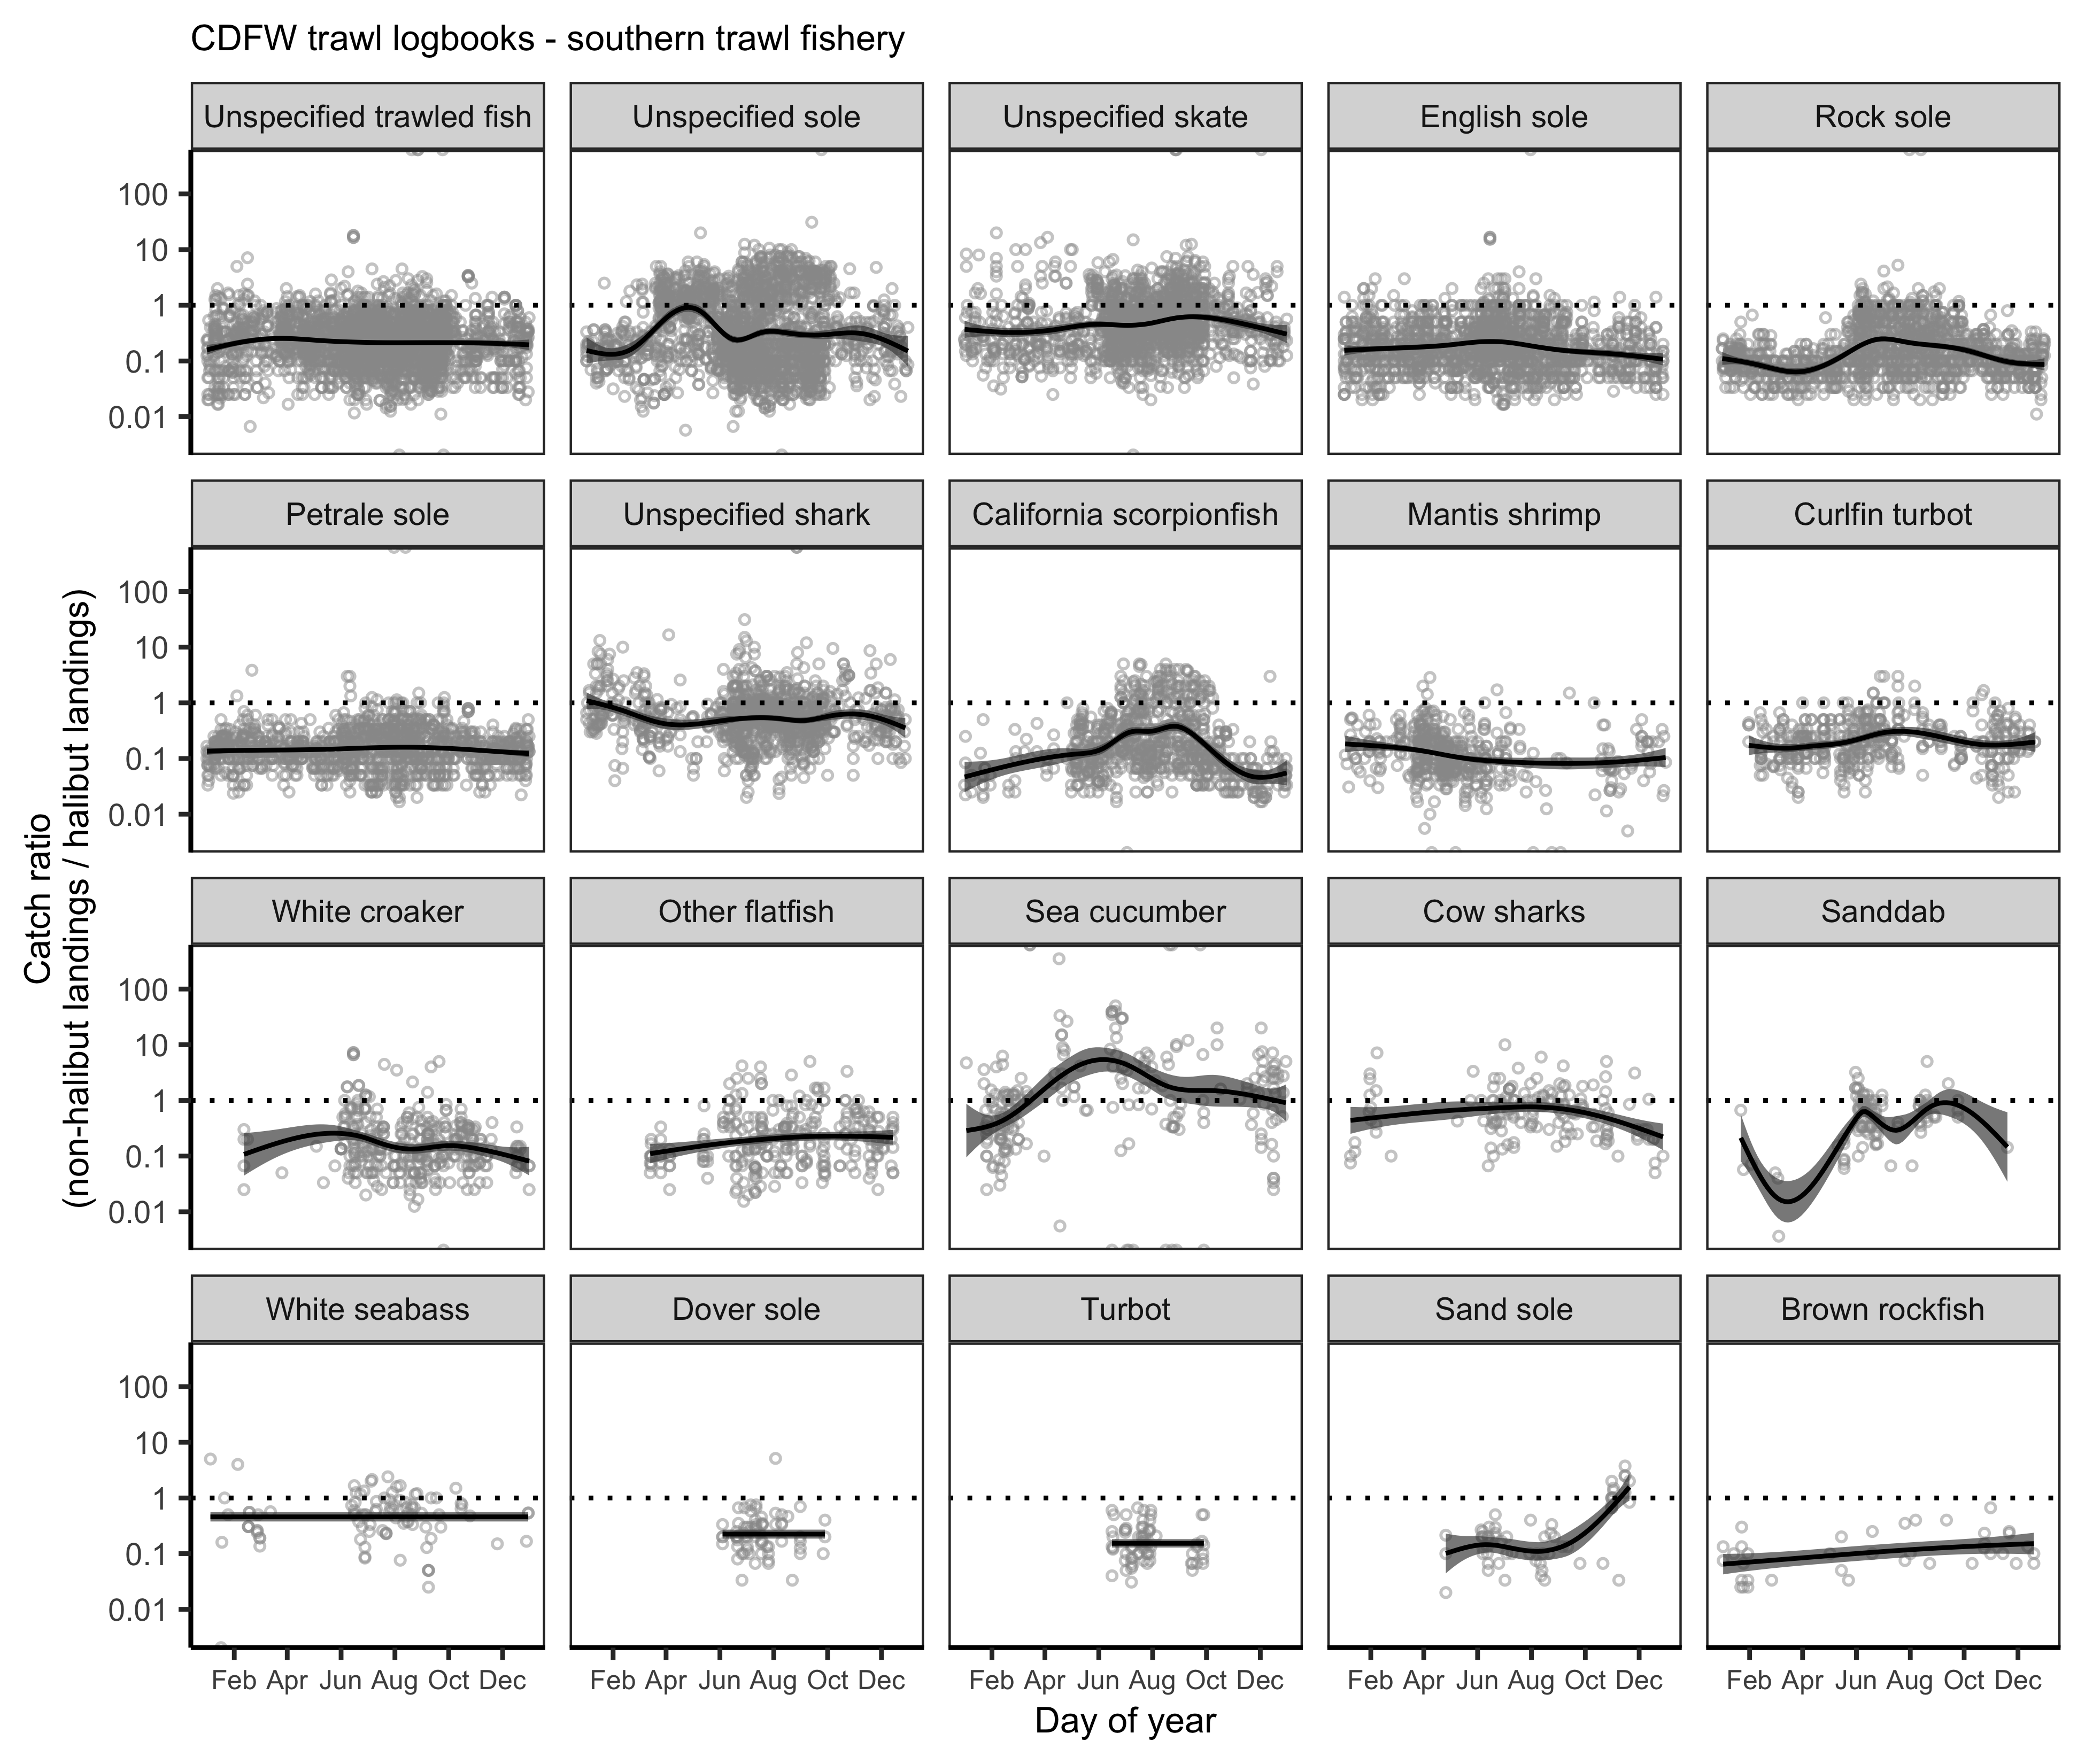 CDFW trawl logbooks - southern trawl fishery
Unspecified trawled fish
Unspecified sole
Unspecified skate
English sole
Rock sole
100
10
1
0.1
0.01
Petrale sole
Unspecified shark
California scorpionfish
Mantis shrimp
Curlfin turbot
100
10
1
0.1
0.01
Catch ratio
(non-halibut landings / halibut landings)
White croaker
Other flatfish
Sea cucumber
Cow sharks
Sanddab
100
10
1
0.1
0.01
White seabass
Dover sole
Turbot
Sand sole
Brown rockfish
100
10
1
0.1
0.01
Feb Apr Jun Aug Oct Dec
Feb Apr Jun Aug Oct Dec
Feb Apr Jun Aug Oct Dec
Feb Apr Jun Aug Oct Dec
Feb Apr Jun Aug Oct Dec
Day of year